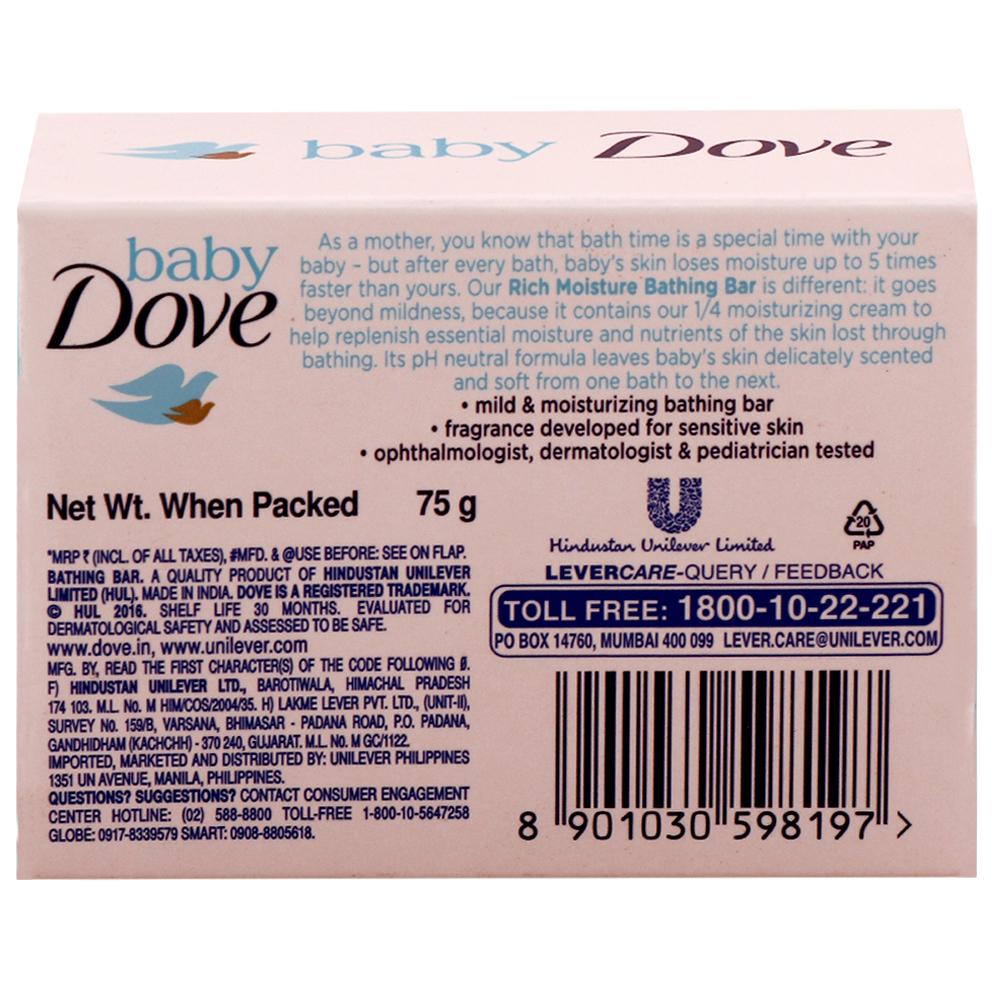 baby Dove
baby
Dove
As a mother, you know that bath time is a special time with your
baby – but after every bath, baby's skin loses moisture up to 5 times
faster than yours. Our Rich Moisture Bathing Bar is different: it goes
beyond mildness, because it contains our 1/4 moisturizing cream to
help replenish essential moisture and nutrients of the skin lost through
bathing. Its pH neutral formula leaves baby's skin delicately scented
and soft from one bath to the next.
• mild & moisturizing bathing bar
• fragrance developed for sensitive skin
• ophthalmologist, dermatologist & pediatrician tested
Net Wt. When Packed 75 g
*MRP ₹ (INCL. OF ALL TAXES), #MFD. & @USE BEFORE: SEE ON FLAP.
BATHING BAR. A QUALITY PRODUCT OF HINDUSTAN UNILEVER
LIMITED (HUL). MADE IN INDIA. DOVE IS A REGISTERED TRADEMARK.
© HUL 2016. SHELF LIFE 30 MONTHS. EVALUATED FOR
DERMATOLOGICAL SAFETY AND ASSESSED TO BE SAFE.
www.dove.in, www.unilever.com
MFG. BY, READ THE FIRST CHARACTER(S) OF THE CODE FOLLOWING B.
F) HINDUSTAN UNILEVER LTD., BAROTIWALA, HIMACHAL PRADESH
174 103. M.L. No. M HIM/COS/2004/35. H) LAKME LEVER PVT. LTD., (UNIT-II),
SURVEY No. 159/B, VARSANA, BHIMASAR - PADANA ROAD, P.O. PADANA,
GANDHIDHAM (KACHCHH) - 370 240, GUJARAT. M.L. No. M GC/1122.
IMPORTED, MARKETED AND DISTRIBUTED BY: UNILEVER PHILIPPINES
1351 UN AVENUE, MANILA, PHILIPPINES.
QUESTIONS? SUGGESTIONS? CONTACT CONSUMER ENGAGEMENT
CENTER HOTLINE: (02) 588-8800 TOLL-FREE 1-800-10-5647258
GLOBE: 0917-8339579 SMART: 0908-8805618.
Hindustan Unilever Limited
20
PAP
LEVERCARE-QUERY / FEEDBACK
TOLL FREE: 1800-10-22-221
PO BOX 14760, MUMBAI 400 099 LEVER.CARE@UNILEVER.COM
8 901030 598197 >